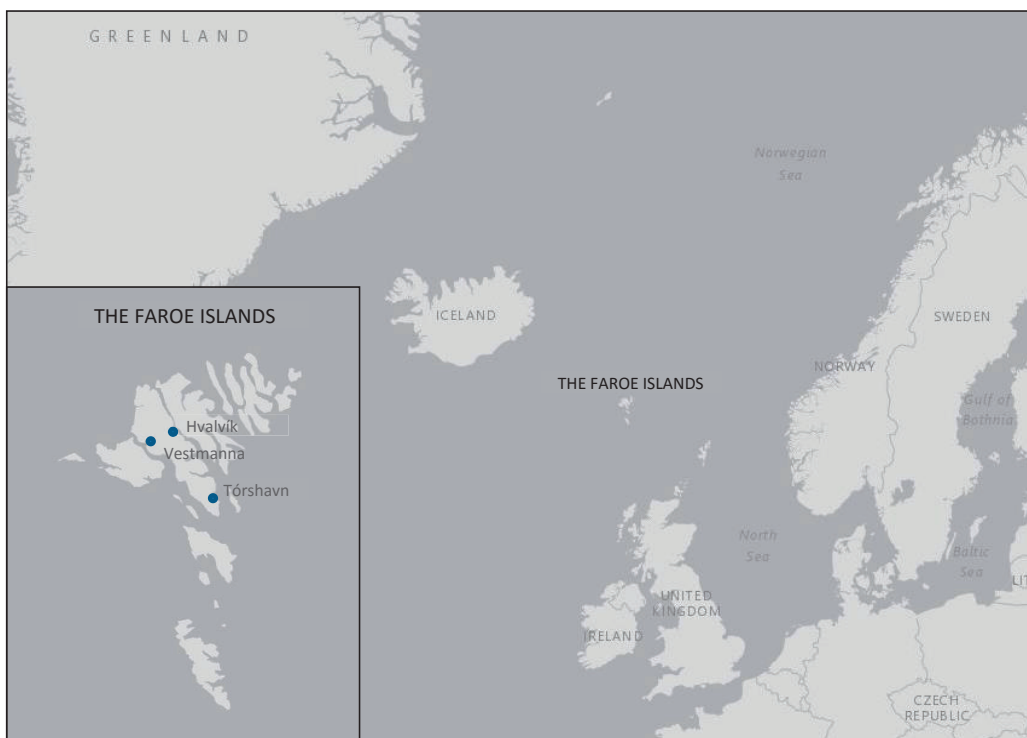 GREENLAND
Norwegian
Sea
THE FAROE ISLANDS
ICELAND
SWEDEN
NORWAY
THE FAROE ISLANDS
Gulf of
Bothnia
Hvalvík
Vestmanna
Tórshavn
North
Sea
Baltic
Sea
LIT
UNITED
KINGDOM
IRELAND
CZECH
REPUBLIC